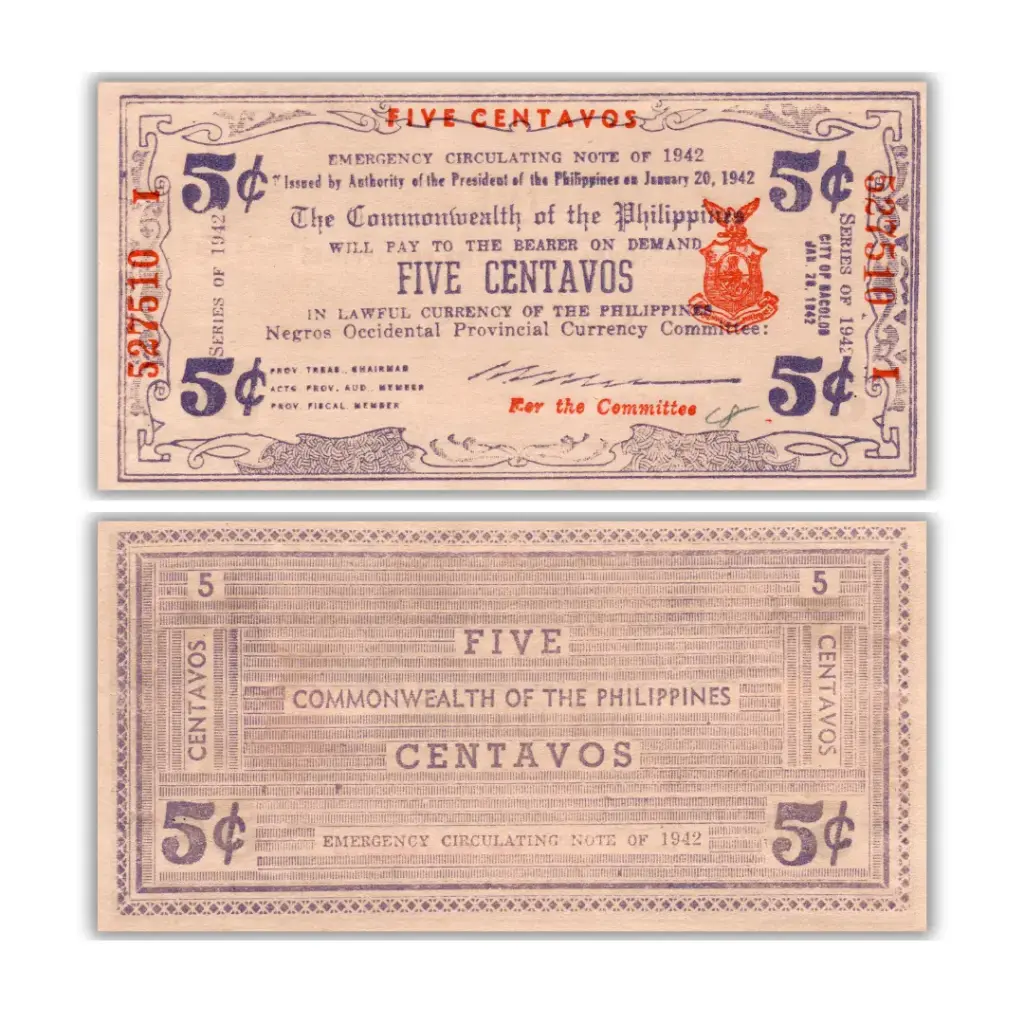 FIVE CENTAVOS
5¢ 5¢
EMERGENCY CIRCULATING NOTE OF 1942
Issued by Authority of the President of the Philippines on January 20, 1942
The Commonwealth of the Philippines
WILL PAY TO THE BEARER ON DEMAND
FIVE CENTAVOS
IN LAWFUL CURRENCY OF THE PHILIPPINES
Negros Occidental Provincial Currency Committee:
527510 1
SERIES OF 1942
CITY OF BACOLOD
JAN. 26, 1942
SERIES OF 1942
527510 1
5¢ 5¢
PROV. TREAS., CHAIRMAN
ACTG. PROV. AUD., MEMBER
PROV. FISCAL, MEMBER
For the Committee
5 5
FIVE
CENTAVOS
COMMONWEALTH OF THE PHILIPPINES
CENTAVOS
CENTAVOS
5¢ 5¢
EMERGENCY CIRCULATING NOTE OF 1942